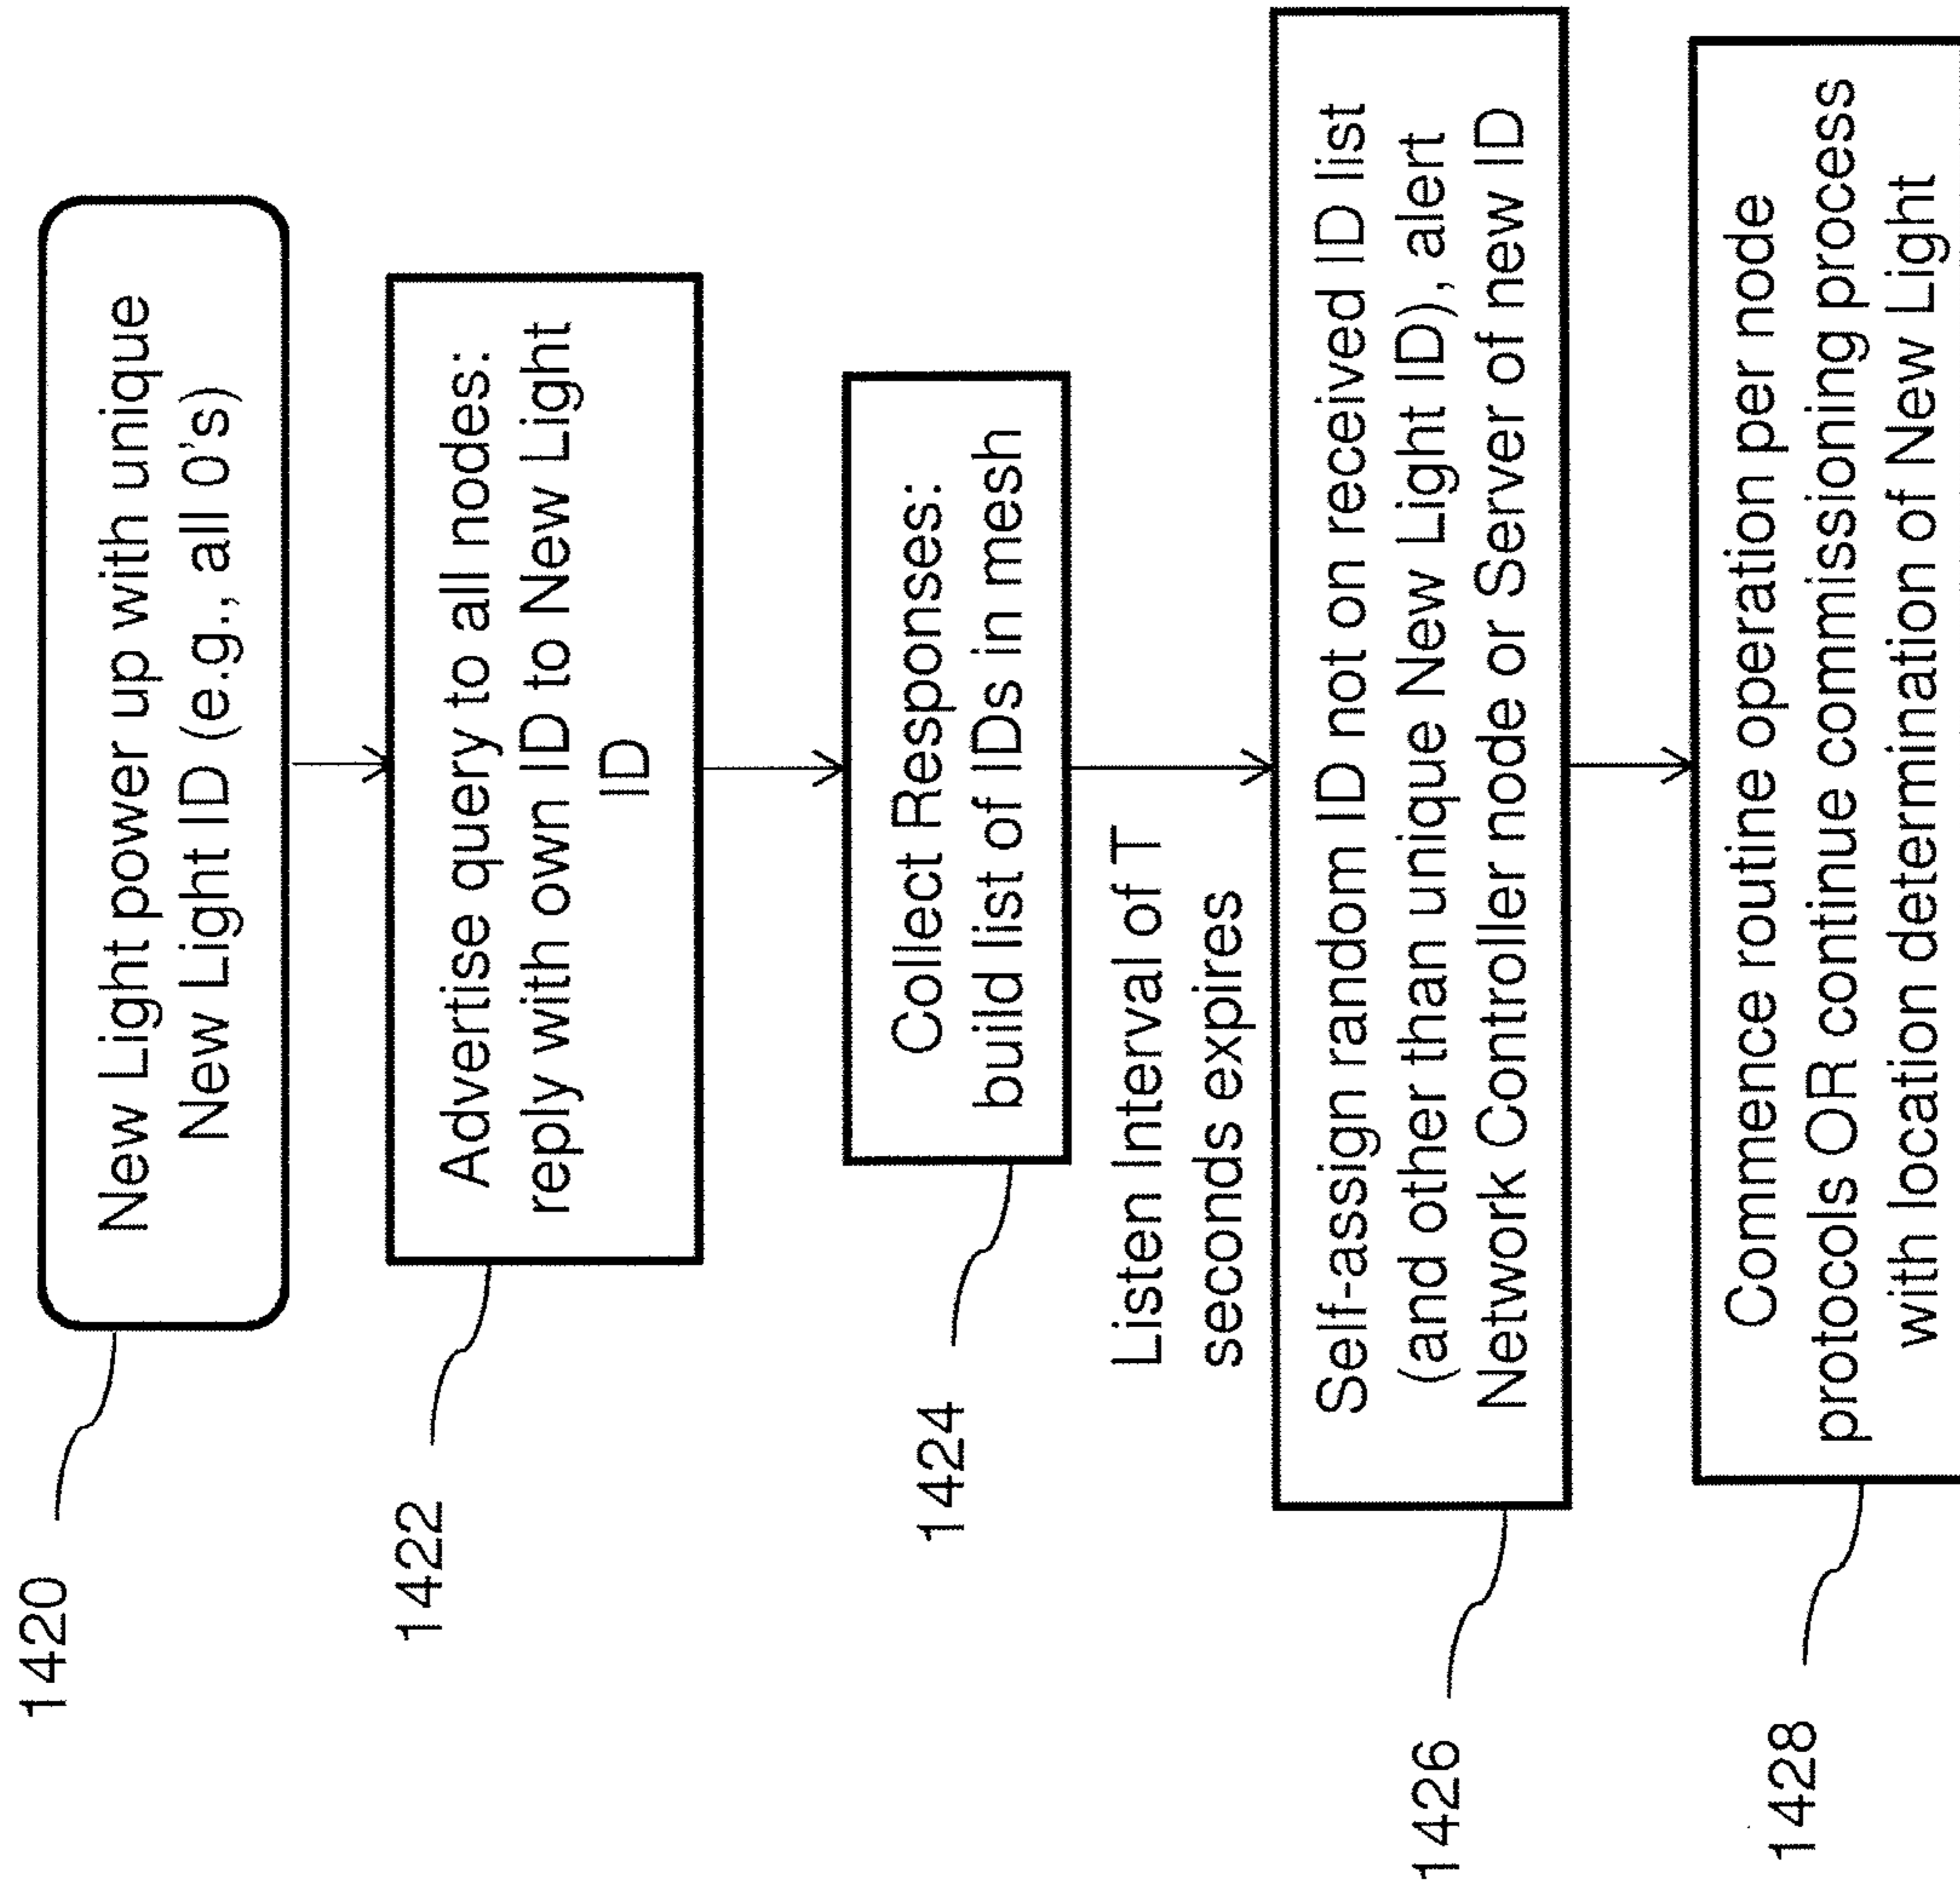 1420
New Light power up with unique
New Light ID (e.g., all 0's)
1422
Advertise query to all nodes:
reply with own ID to New Light
ID
1424
Collect Responses:
build list of IDs in mesh
Listen Interval of T
seconds expires
1426
Self-assign random ID not on received ID list
(and other than unique New Light ID), alert
Network Controller node or Server of new ID
1428
Commence routine operation per node
protocols OR continue commissioning process
with location determination of New Light